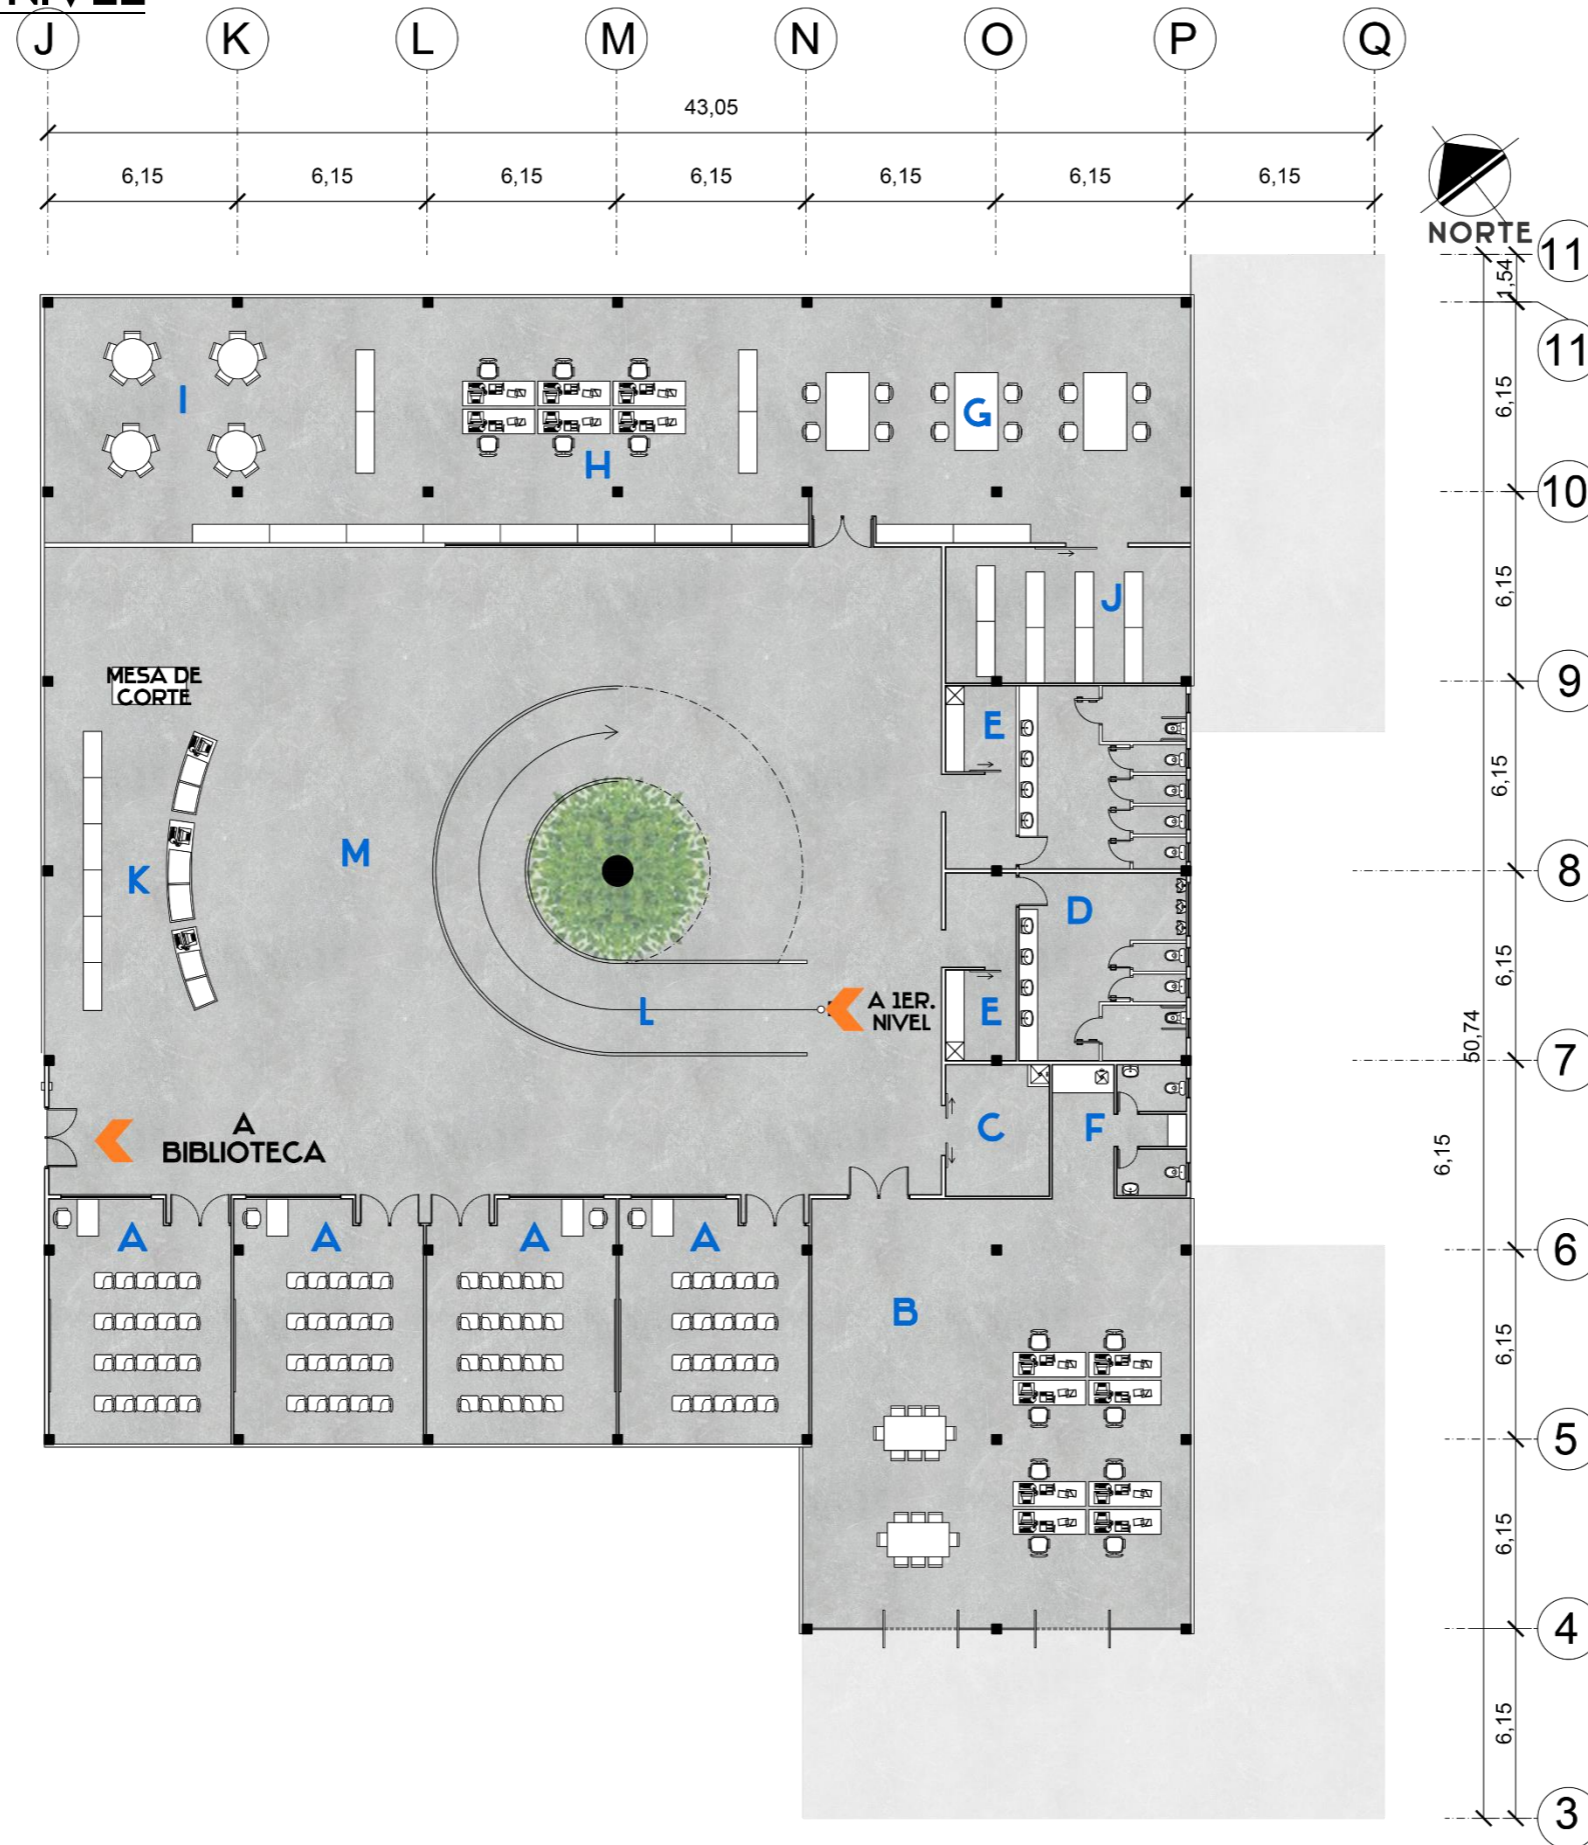 NIVEL
J K L M N O P Q
43,05
6,15 6,15 6,15 6,15 6,15 6,15 6,15
NORTE
11
1,54
11
6,15
I
G
H
10
6,15
J
MESA DE
CORTE
9
E
6,15
M
K
8
D
6,15
L
A 1ER.
NIVEL
E
50,74
7
A
BIBLIOTECA
C
F
6,15
A A A A
6
B
6,15
5
6,15
4
6,15
3